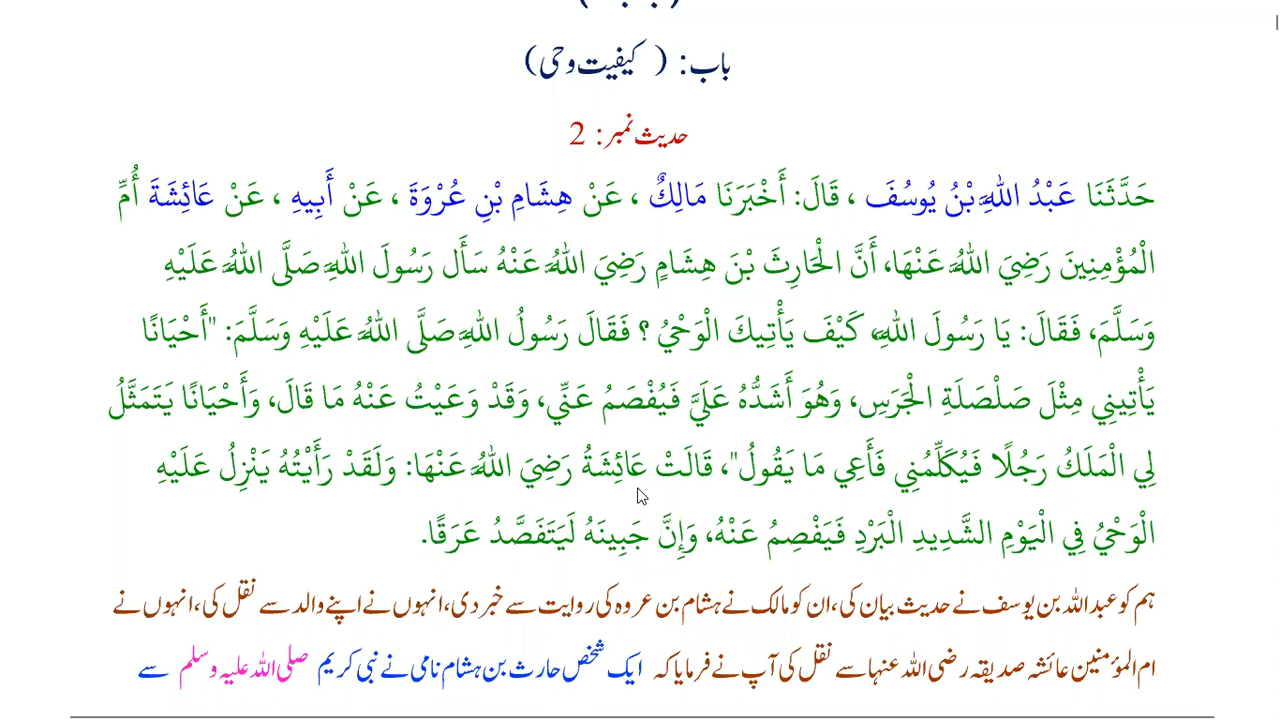 باب: ( کیفیت وحی)
حدیث نمبر: 2
حَدَّثَنَا عَبْدُ اللَّهِ بْنُ يُوسُفَ ، قَالَ: أَخْبَرَنَا مَالِكٌ ، عَنْ هِشَامِ بْنِ عُرْوَةَ ، عَنْ أَبِيهِ ، عَنْ عَائِشَةَ أُمِّ
الْمُؤْمِنِينَ رَضِيَ اللَّهُ عَنْهَا، أَنَّ الْحَارِثَ بْنَ هِشَامٍ رَضِيَ اللَّهُ عَنْهُ سَأَل رَسُولَ اللَّهِ صَلَّى اللَّهُ عَلَيْهِ
وَسَلَّمَ، فَقَالَ: يَا رَسُولَ اللَّهِ، كَيْفَ يَأْتِيكَ الْوَحْيُ ؟ فَقَالَ رَسُولُ اللَّهِ صَلَّى اللَّهُ عَلَيْهِ وَسَلَّمَ: "أَحْيَانًا
يَأْتِينِي مِثْلَ صَلْصَلَةِ الْجَرَسِ، وَهُوَ أَشَدُّهُ عَلَيَّ فَيُفْصَمُ عَنِّي، وَقَدْ وَعَيْتُ عَنْهُ مَا قَالَ، وَأَحْيَانًا يَتَمَثَّلُ
لِي الْمَلَكُ رَجُلًا فَيُكَلِّمُنِي فَأَعِي مَا يَقُولُ"، قَالَتْ عَائِشَةُ رَضِيَ اللَّهُ عَنْهَا: وَلَقَدْ رَأَيْتُهُ يَنْزِلُ عَلَيْهِ
الْوَحْيُ فِي الْيَوْمِ الشَّدِيدِ الْبَرْدِ فَيَفْصِمُ عَنْهُ، وَإِنَّ جَبِينَهُ لَيَتَفَصَّدُ عَرَقًا.
ہم کو عبداللہ بن یوسف نے حدیث بیان کی، ان کو مالک نے ہشام بن عروہ کی روایت سے خبر دی، انہوں نے اپنے والد سے نقل کی، انہوں نے
ام المؤمنین عائشہ صدیقہ رضی اللہ عنہا سے نقل کی آپ نے فرمایا کہ ایک شخص حارث بن ہشام نامی نے نبی کریم صلی اللہ علیہ وسلم سے